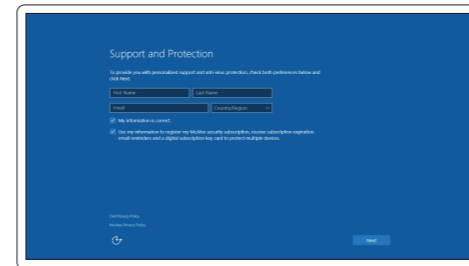 Support and Protection
To provide you with personalized support and anti-virus protection, check both preferences below and
click Next.
First Name
Last Name
Email
Country/Region
My information is correct.
Use my information to register my McAfee security subscription, receive subscription expiration
email reminders and a digital subscription key card to protect multiple devices.
Dell Privacy Policy
McAfee Privacy Policy
Next